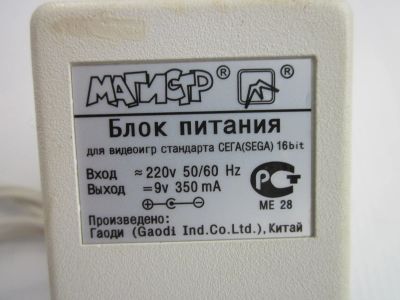 МАГИСТР® ®
Блок питания
для видеоигр стандарта СЕГА(SEGA) 16bit
Вход ≈ 220v 50/60 Hz
Выход = 9v 350 mA
РСТ
ME 28
Произведено:
Гаоди (Gaodi Ind.Co.Ltd.), Китай